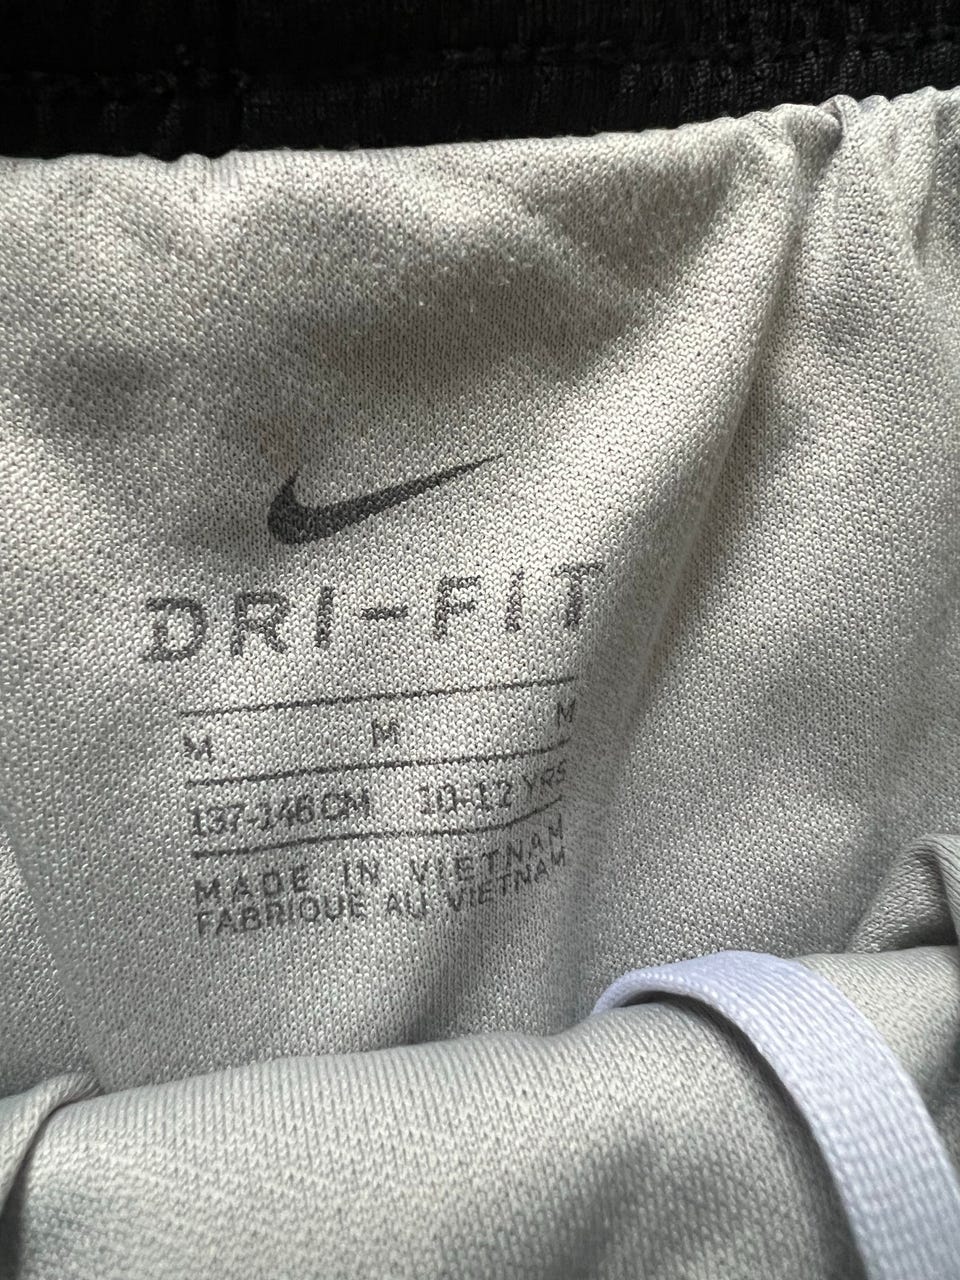 DRI-FIT
M M M
137-146CM 10-12 YRS
MADE IN VIETNAM
FABRIQUE AU VIETNAM